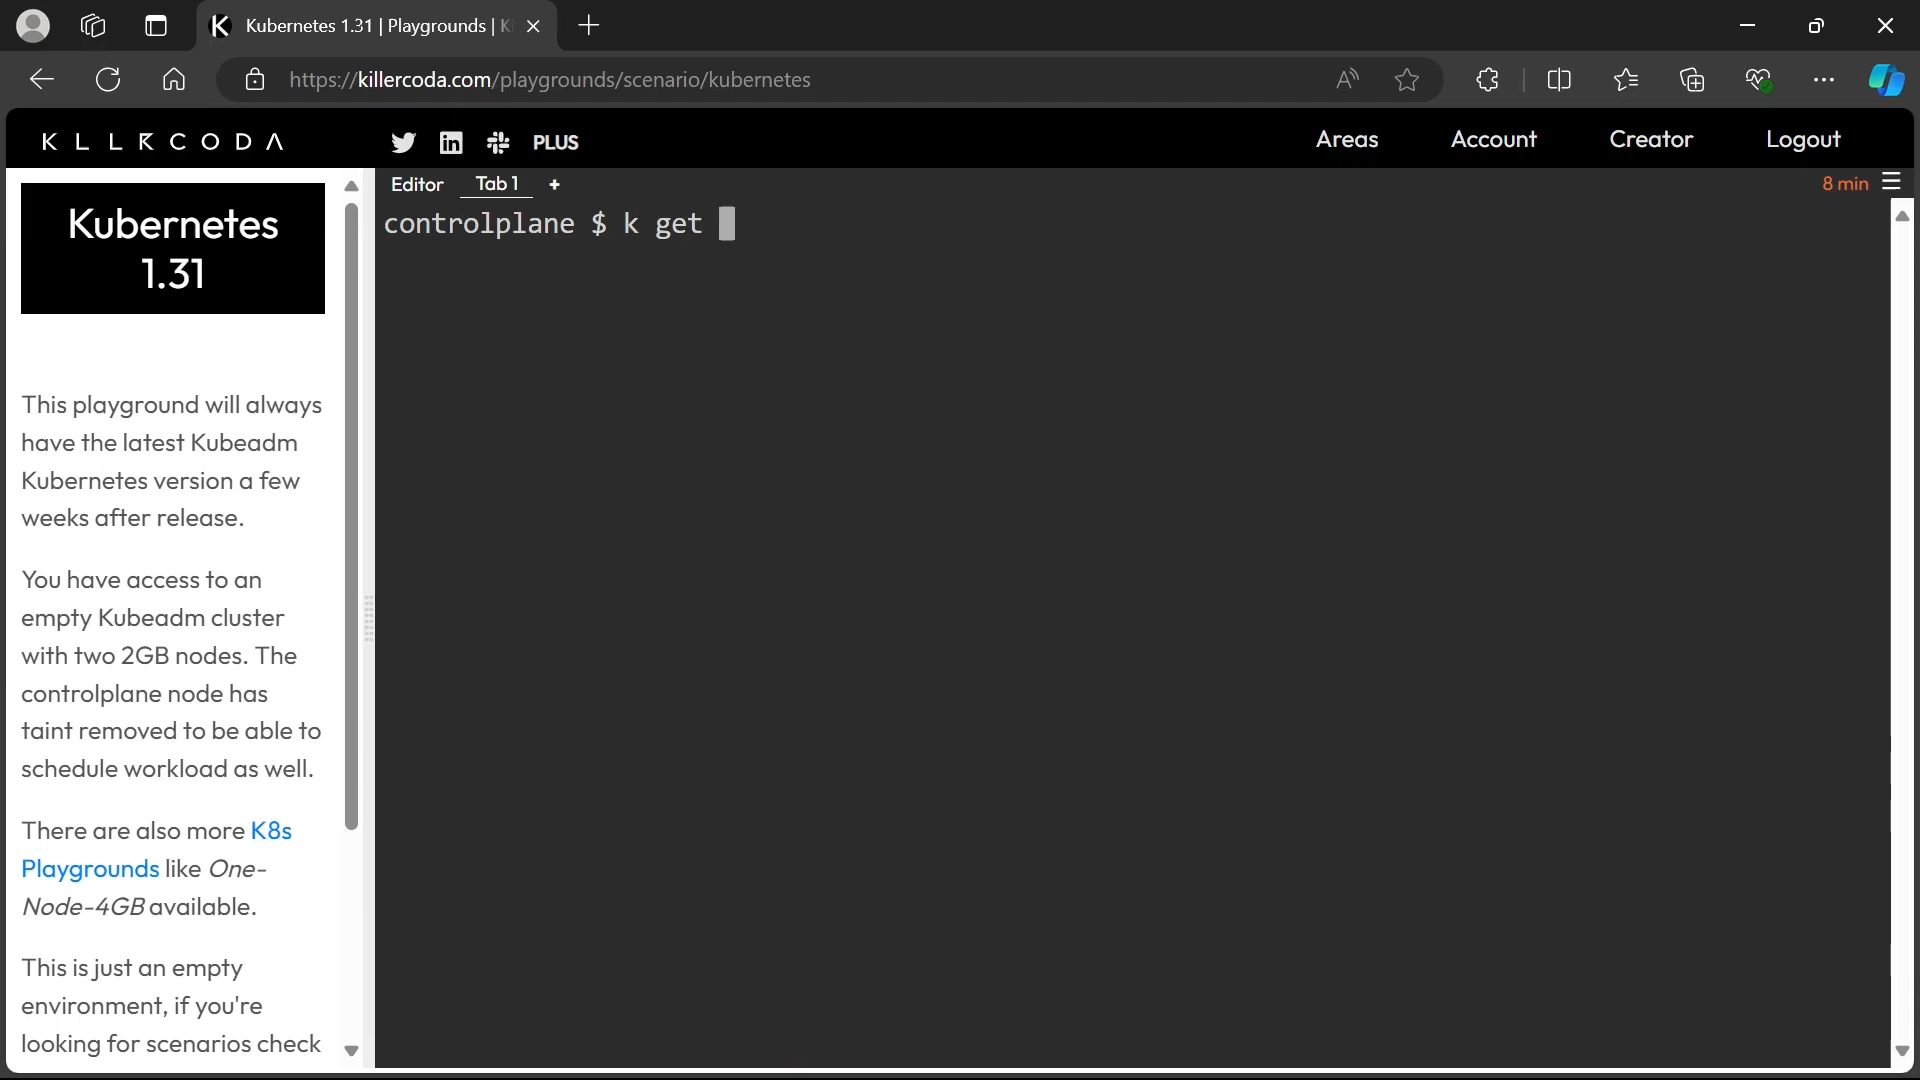 Kubernetes 1.31 | Playgrounds | Ki
https://killercoda.com/playgrounds/scenario/kubernetes
KLLRCODA
PLUS
Areas
Account
Creator
Logout
Editor
Tab 1
+
8 min
controlplane $ k get
Kubernetes
1.31
This playground will always
have the latest Kubeadm
Kubernetes version a few
weeks after release.
You have access to an
empty Kubeadm cluster
with two 2GB nodes. The
controlplane node has
taint removed to be able to
schedule workload as well.
There are also more K8s
Playgrounds like One-
Node-4GB available.
This is just an empty
environment, if you're
looking for scenarios check